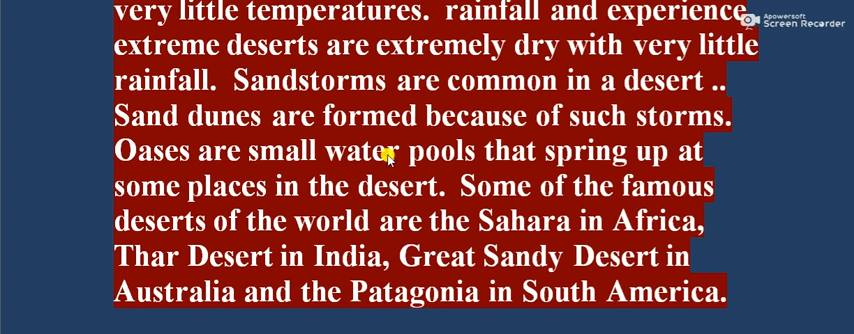 very little temperatures. rainfall and experience
Apowersoft
Screen Recorder
extreme deserts are extremely dry with very little
rainfall. Sandstorms are common in a desert ..
Sand dunes are formed because of such storms.
Oases are small water pools that spring up at
some places in the desert. Some of the famous
deserts of the world are the Sahara in Africa,
Thar Desert in India, Great Sandy Desert in
Australia and the Patagonia in South America.